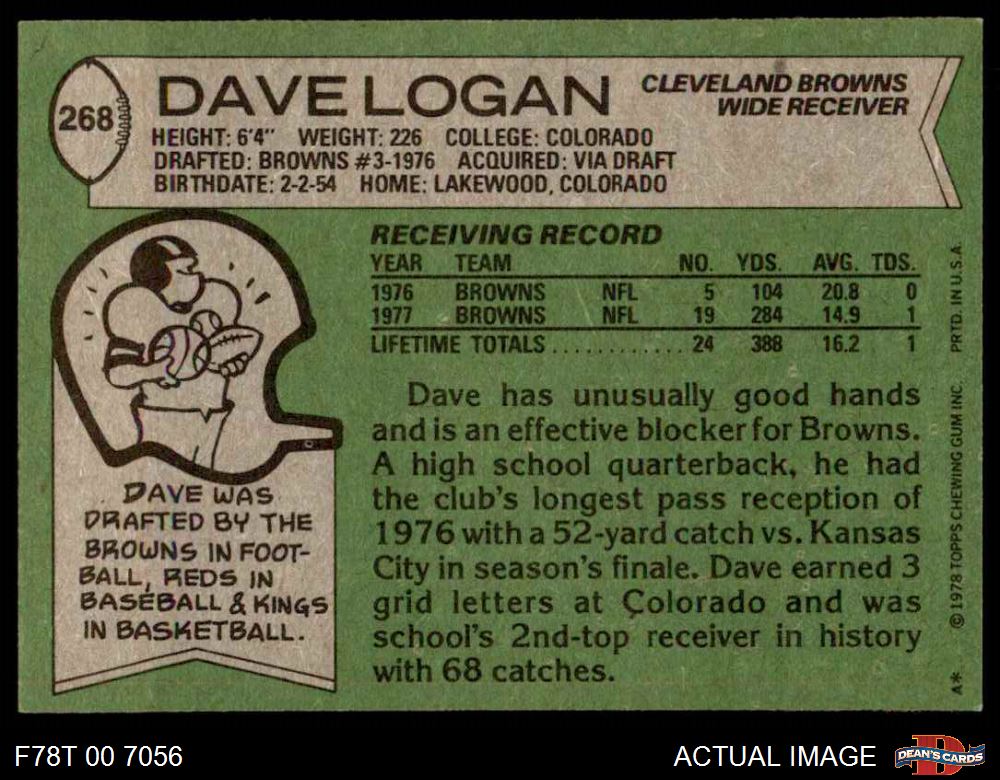 268
DAVE LOGAN
CLEVELAND BROWNS
WIDE RECEIVER
HEIGHT: 6'4" WEIGHT: 226 COLLEGE: COLORADO
DRAFTED: BROWNS #3-1976 ACQUIRED: VIA DRAFT
BIRTHDATE: 2-2-54 HOME: LAKEWOOD, COLORADO
RECEIVING RECORD
YEAR TEAM NO. YDS. AVG. TDS.
1976 BROWNS NFL 5 104 20.8 0
1977 BROWNS NFL 19 284 14.9 1
LIFETIME TOTALS ............ 24 388 16.2 1
Dave has unusually good hands
and is an effective blocker for Browns.
A high school quarterback, he had
the club's longest pass reception of
1976 with a 52-yard catch vs. Kansas
City in season's finale. Dave earned 3
grid letters at Colorado and was
school's 2nd-top receiver in history
with 68 catches.
DAVE WAS
DRAFTED BY THE
BROWNS IN FOOT-
BALL, REDS IN
BASEBALL & KINGS
IN BASKETBALL.
A* © 1978 TOPPS CHEWING GUM INC. PRTD. IN U.S.A.
F78T 00 7056
ACTUAL IMAGE
D
DEAN'S CARDS